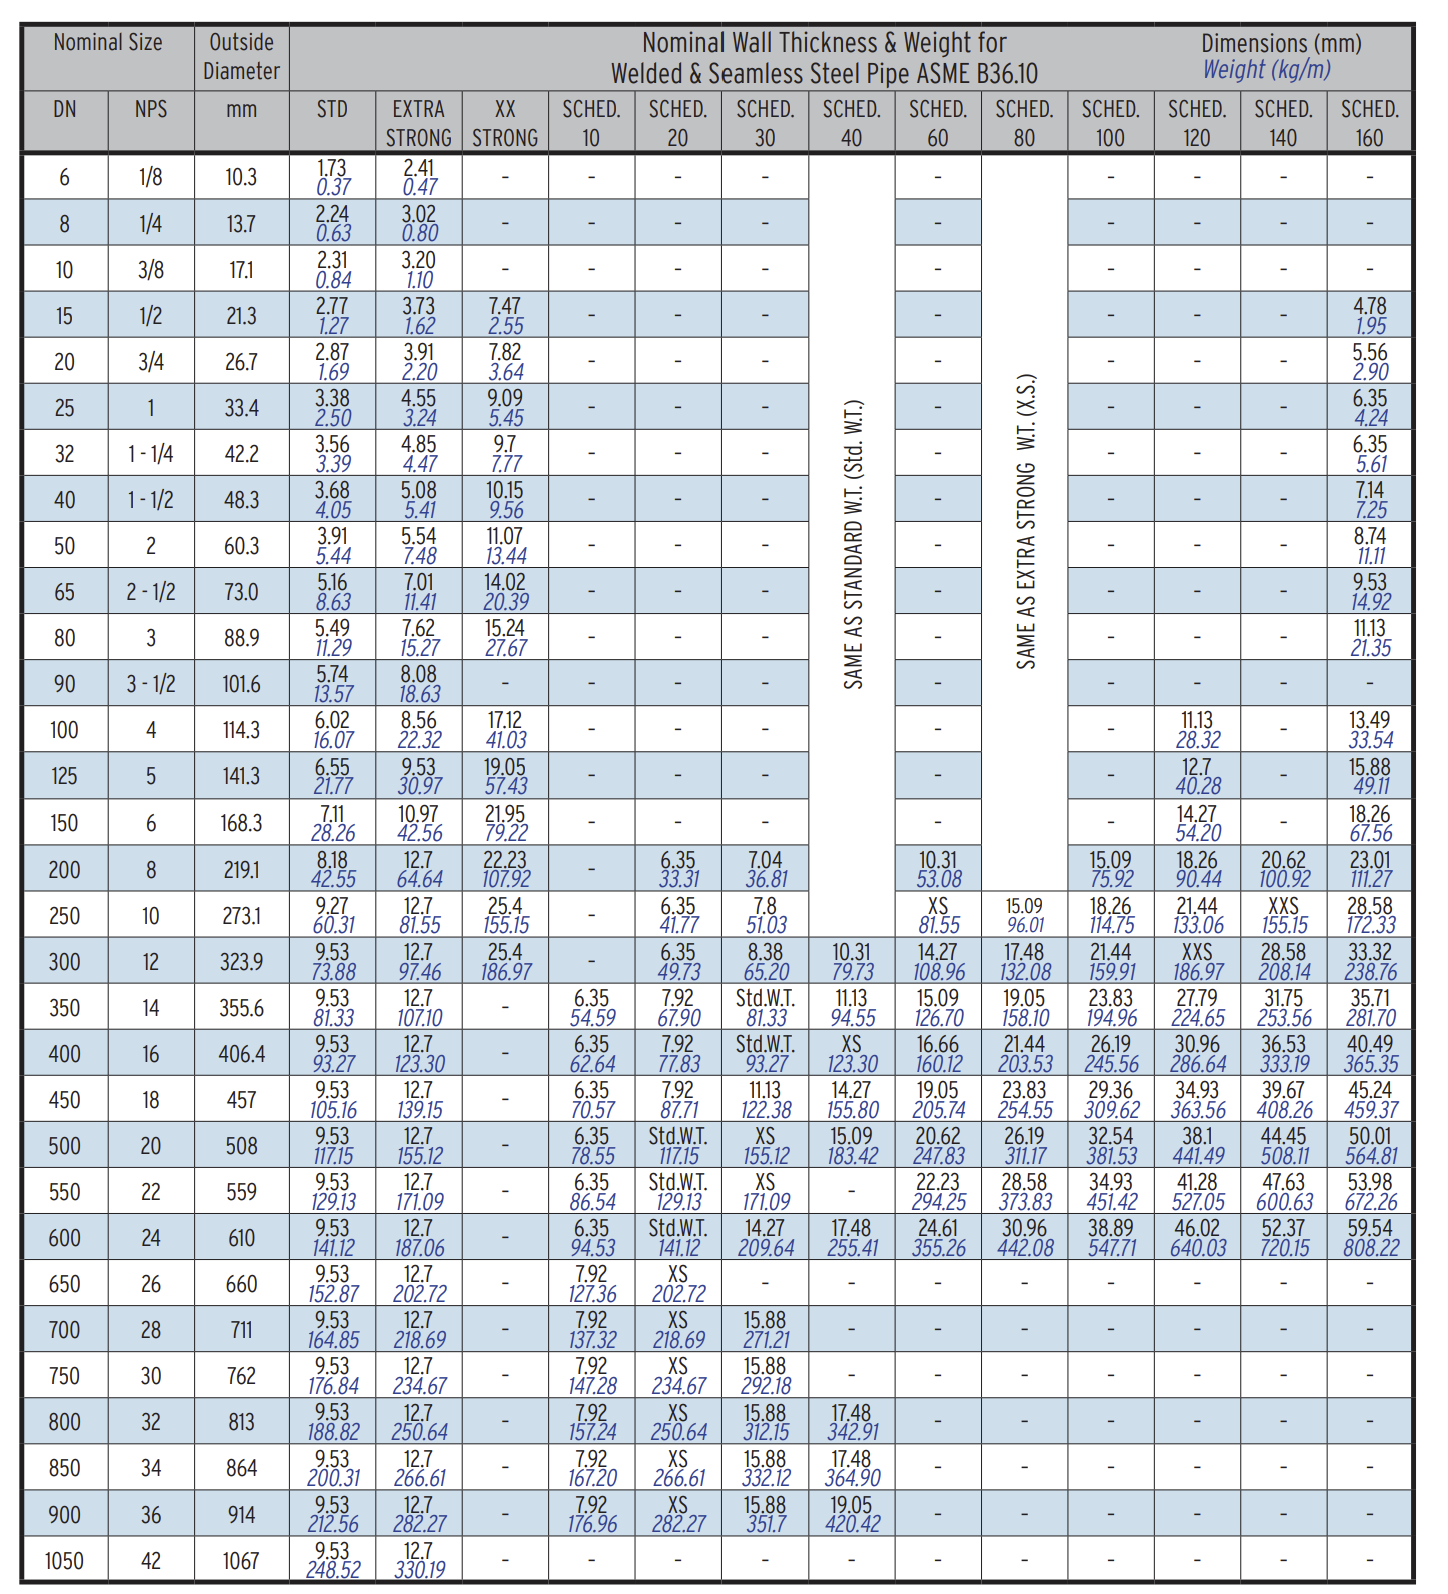 Nominal Size Outside Nominal Wall Thickness & Weight for Dimensions (mm)
Diameter Welded & Seamless Steel Pipe ASME B36.10 Weight (kg/m)
DN NPS mm STD EXTRA XX SCHED. SCHED. SCHED. SCHED. SCHED. SCHED. SCHED. SCHED. SCHED. SCHED.
STRONG STRONG 10 20 30 40 60 80 100 120 140 160
SAME AS STANDARD W.T. (Std. W.T.)
SAME AS EXTRA STRONG W.T. (X.S.)
6 1/8 10.3 1.73 2.41 - - - - - - - - -
0.37 0.47
8 1/4 13.7 2.24 3.02 - - - - - - - - -
0.63 0.80
10 3/8 17.1 2.31 3.20 - - - - - - - - -
0.84 1.10
15 1/2 21.3 2.77 3.73 7.47 - - - - - - - 4.78
1.27 1.62 2.55 1.95
20 3/4 26.7 2.87 3.91 7.82 - - - - - - - 5.56
1.69 2.20 3.64 2.90
25 1 33.4 3.38 4.55 9.09 - - - - - - - 6.35
2.50 3.24 5.45 4.24
32 1 - 1/4 42.2 3.56 4.85 9.7 - - - - - - - 6.35
3.39 4.47 7.77 5.61
40 1 - 1/2 48.3 3.68 5.08 10.15 - - - - - - - 7.14
4.05 5.41 9.56 7.25
50 2 60.3 3.91 5.54 11.07 - - - - - - - 8.74
5.44 7.48 13.44 11.11
65 2 - 1/2 73.0 5.16 7.01 14.02 - - - - - - - 9.53
8.63 11.41 20.39 14.92
80 3 88.9 5.49 7.62 15.24 - - - - - - - 11.13
11.29 15.27 27.67 21.35
90 3 - 1/2 101.6 5.74 8.08 - - - - - - - - -
13.57 18.63
100 4 114.3 6.02 8.56 17.12 - - - - - 11.13 - 13.49
16.07 22.32 41.03 28.32 33.54
125 5 141.3 6.55 9.53 19.05 - - - - - 12.7 - 15.88
21.77 30.97 57.43 40.28 49.11
150 6 168.3 7.11 10.97 21.95 - - - - - 14.27 - 18.26
28.26 42.56 79.22 54.20 67.56
200 8 219.1 8.18 12.7 22.23 - 6.35 7.04 10.31 15.09 18.26 20.62 23.01
42.55 64.64 107.92 33.31 36.81 53.08 75.92 90.44 100.92 111.27
250 10 273.1 9.27 12.7 25.4 - 6.35 7.8 XS 15.09 18.26 21.44 XXS 28.58
60.31 81.55 155.15 41.77 51.03 81.55 96.01 114.75 133.06 155.15 172.33
300 12 323.9 9.53 12.7 25.4 - 6.35 8.38 10.31 14.27 17.48 21.44 XXS 28.58 33.32
73.88 97.46 186.97 49.73 65.20 79.73 108.96 132.08 159.91 186.97 208.14 238.76
350 14 355.6 9.53 12.7 - 6.35 7.92 Std.W.T. 11.13 15.09 19.05 23.83 27.79 31.75 35.71
81.33 107.10 54.59 67.90 81.33 94.55 126.70 158.10 194.96 224.65 253.56 281.70
400 16 406.4 9.53 12.7 - 6.35 7.92 Std.W.T. XS 16.66 21.44 26.19 30.96 36.53 40.49
93.27 123.30 62.64 77.83 93.27 123.30 160.12 203.53 245.56 286.64 333.19 365.35
450 18 457 9.53 12.7 - 6.35 7.92 11.13 14.27 19.05 23.83 29.36 34.93 39.67 45.24
105.16 139.15 70.57 87.71 122.38 155.80 205.74 254.55 309.62 363.56 408.26 459.37
500 20 508 9.53 12.7 - 6.35 Std.W.T. XS 15.09 20.62 26.19 32.54 38.1 44.45 50.01
117.15 155.12 78.55 117.15 155.12 183.42 247.83 311.17 381.53 441.49 508.11 564.81
550 22 559 9.53 12.7 - 6.35 Std.W.T. XS - 22.23 28.58 34.93 41.28 47.63 53.98
129.13 171.09 86.54 129.13 171.09 294.25 373.83 451.42 527.05 600.63 672.26
600 24 610 9.53 12.7 - 6.35 Std.W.T. 14.27 17.48 24.61 30.96 38.89 46.02 52.37 59.54
141.12 187.06 94.53 141.12 209.64 255.41 355.26 442.08 547.71 640.03 720.15 808.22
650 26 660 9.53 12.7 - 7.92 XS - - - - - - - -
152.87 202.72 127.36 202.72
700 28 711 9.53 12.7 - 7.92 XS 15.88 - - - - - - -
164.85 218.69 137.32 218.69 271.21
750 30 762 9.53 12.7 - 7.92 XS 15.88 - - - - - - -
176.84 234.67 147.28 234.67 292.18
800 32 813 9.53 12.7 - 7.92 XS 15.88 17.48 - - - - - -
188.82 250.64 157.24 250.64 312.15 342.91
850 34 864 9.53 12.7 - 7.92 XS 15.88 17.48 - - - - - -
200.31 266.61 167.20 266.61 332.12 364.90
900 36 914 9.53 12.7 - 7.92 XS 15.88 19.05 - - - - - -
212.56 282.27 176.96 282.27 351.7 420.42
1050 42 1067 9.53 12.7 - - - - - - - - - - -
248.52 330.19